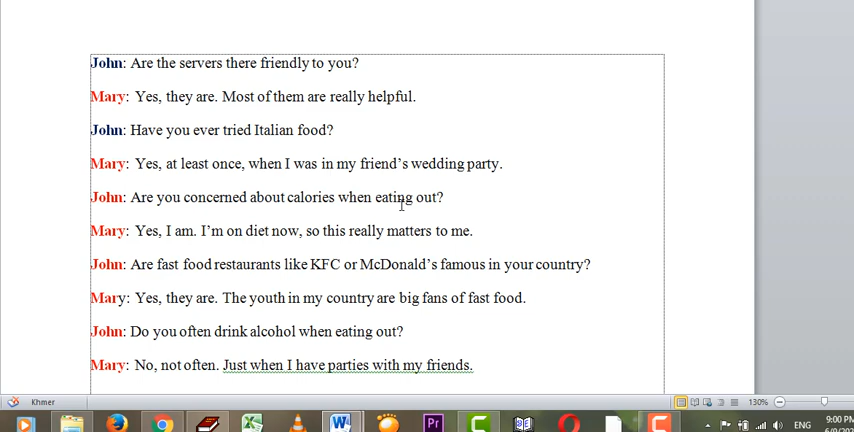 John: Are the servers there friendly to you?
Mary: Yes, they are. Most of them are really helpful.
John: Have you ever tried Italian food?
Mary: Yes, at least once, when I was in my friend’s wedding party.
John: Are you concerned about calories when eating out?
Mary: Yes, I am. I’m on diet now, so this really matters to me.
John: Are fast food restaurants like KFC or McDonald’s famous in your country?
Mary: Yes, they are. The youth in my country are big fans of fast food.
John: Do you often drink alcohol when eating out?
Mary: No, not often. Just when I have parties with my friends.
Khmer 130%
W Pr ENG 9:00 PM